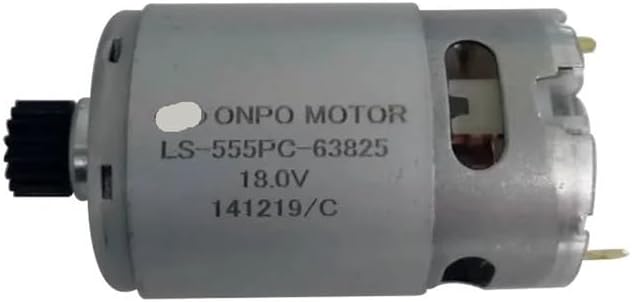 ONPO MOTOR
LS-555PC-63825
18.0V
141219/C